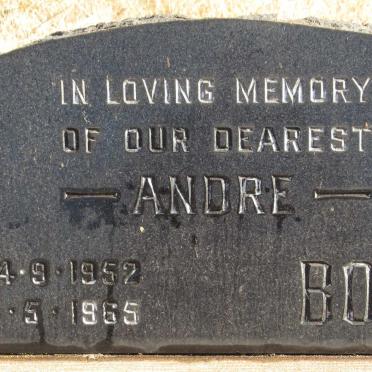 IN LOVING MEMORY
OF OUR DEAREST
— ANDRE —
4·9·1952
·5·1965
BO